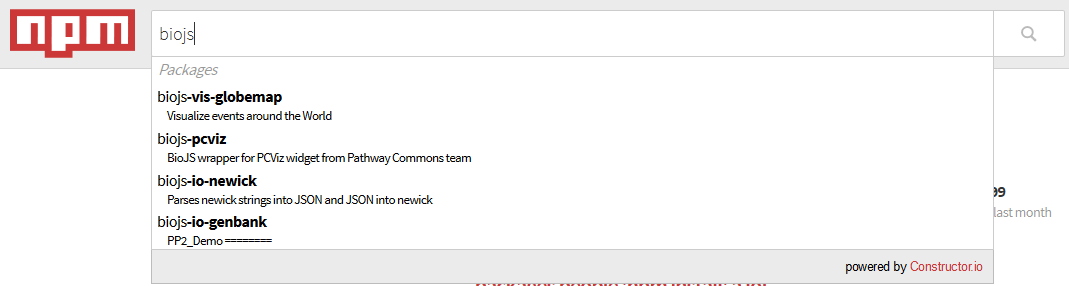 npm
biojs
Packages
biojs-vis-globemap
Visualize events around the World
biojs-pcviz
BioJS wrapper for PCViz widget from Pathway Commons team
biojs-io-newick
Parses newick strings into JSON and JSON into newick
99
last month
biojs-io-genbank
PP2_Demo ========
powered by Constructor.io